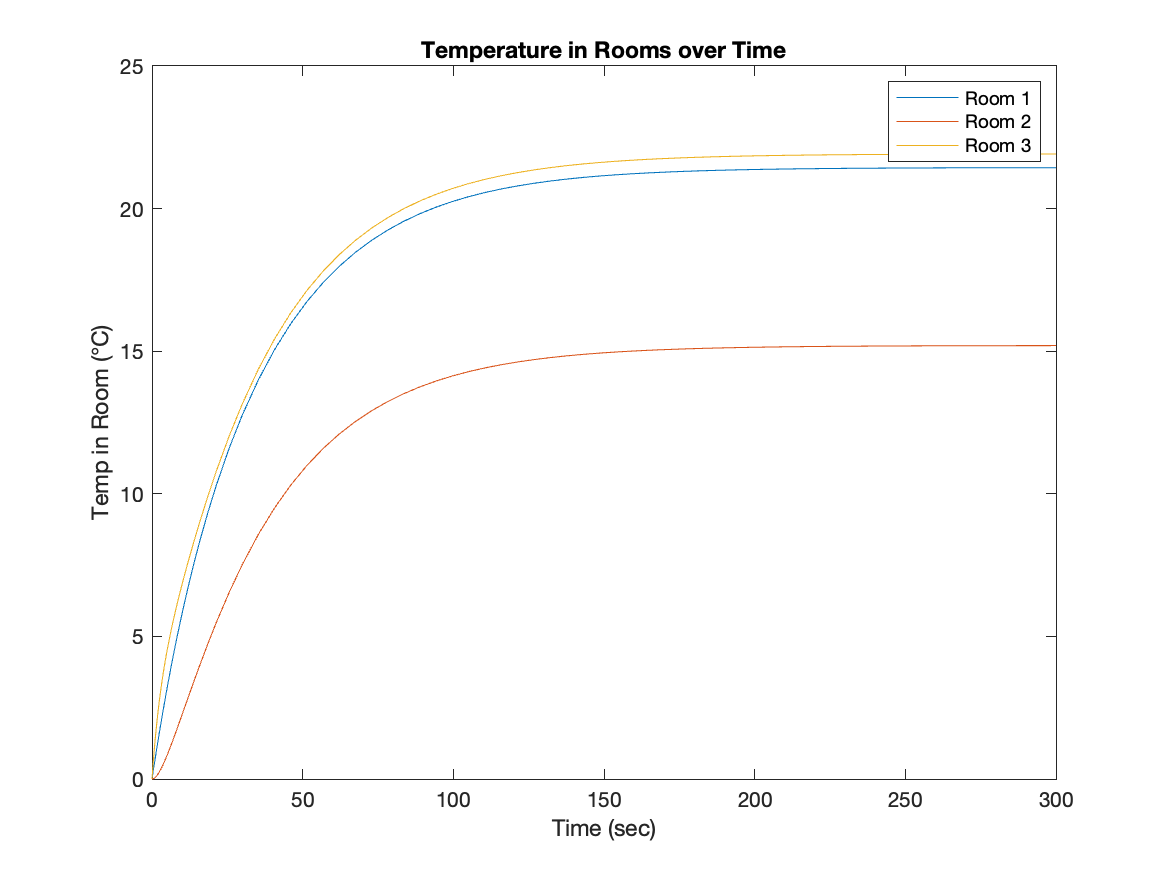 Temperature in Rooms over Time
25
20
15
10
5
0
Temp in Room (°C)
Room 1
Room 2
Room 3
0 50 100 150 200 250 300
Time (sec)